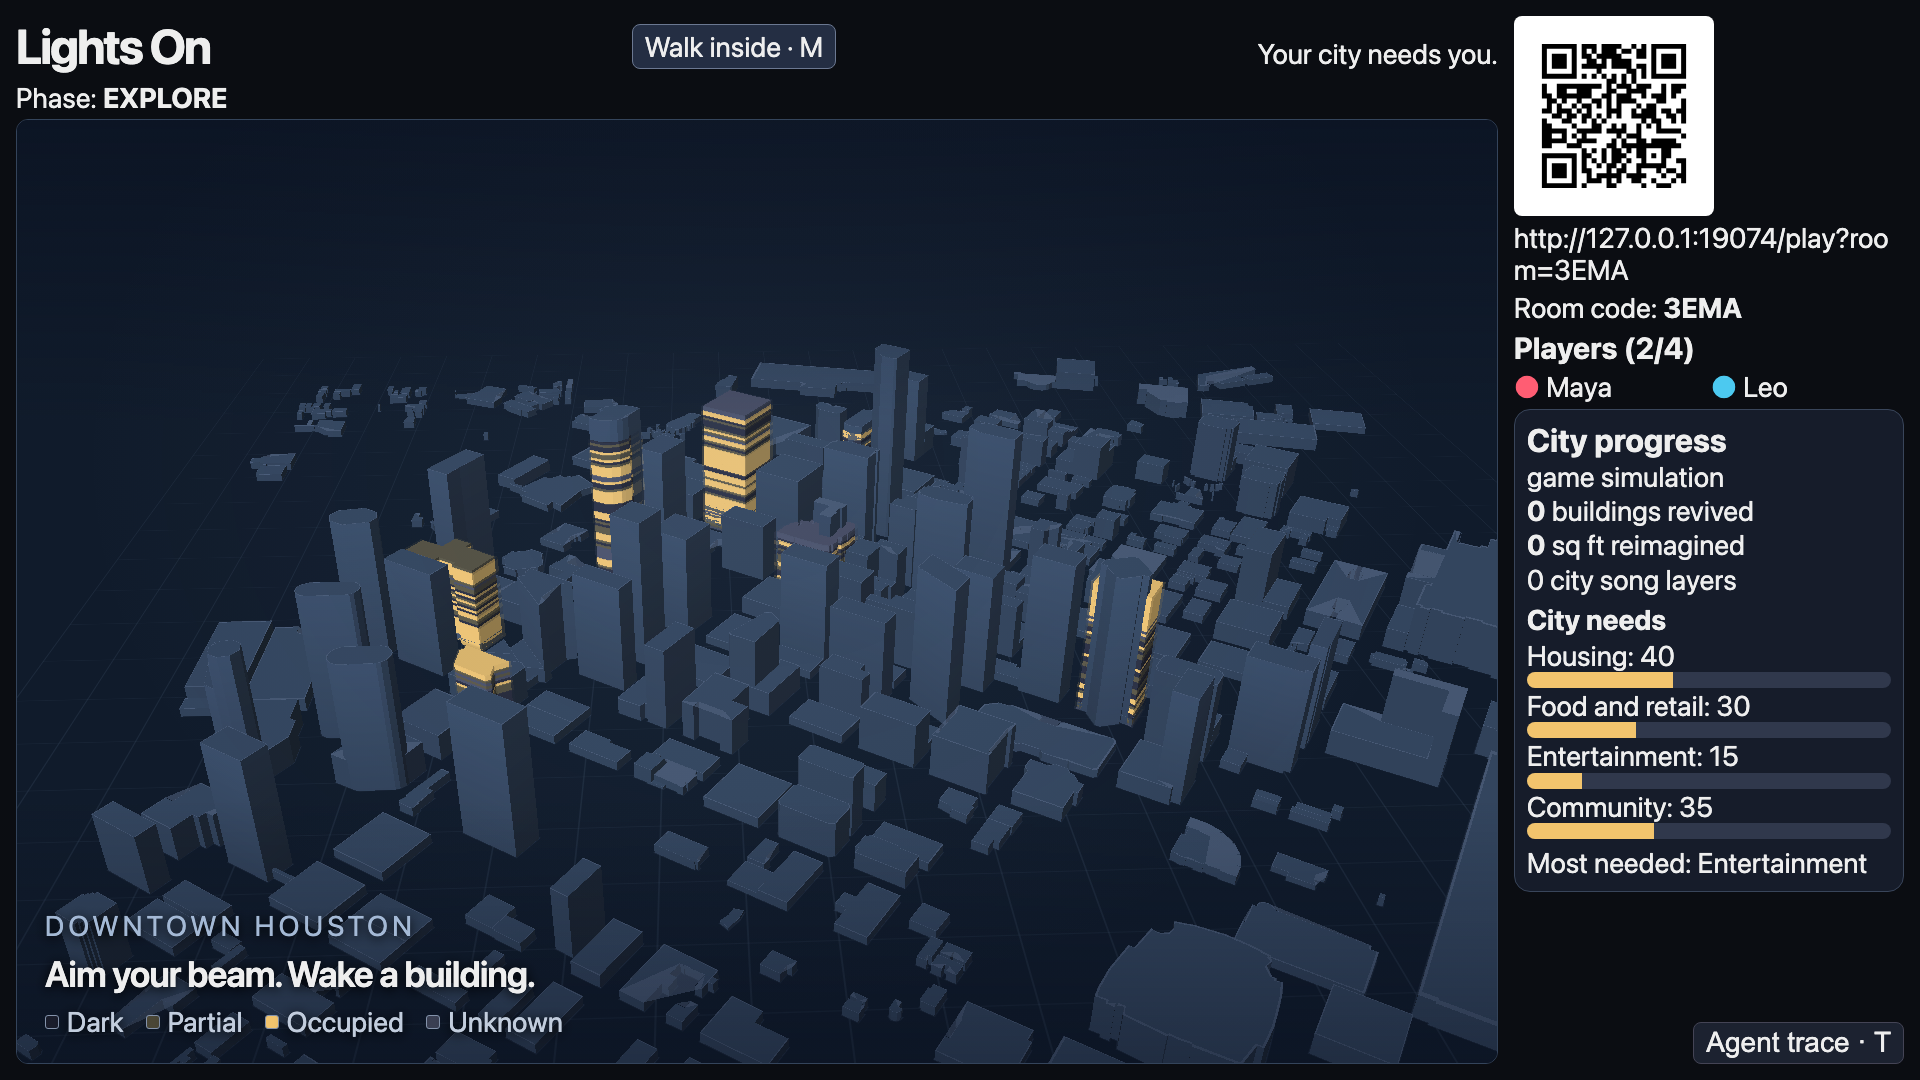 Lights On
Phase: EXPLORE
Walk inside · M
Your city needs you.
http://127.0.0.1:19074/play?roo
m=3EMA
Room code: 3EMA
Players (2/4)
Maya
Leo
City progress
game simulation
0 buildings revived
0 sq ft reimagined
0 city song layers
City needs
Housing: 40
Food and retail: 30
Entertainment: 15
Community: 35
Most needed: Entertainment
DOWNTOWN HOUSTON
Aim your beam. Wake a building.
Dark
Partial
Occupied
Unknown
Agent trace · T